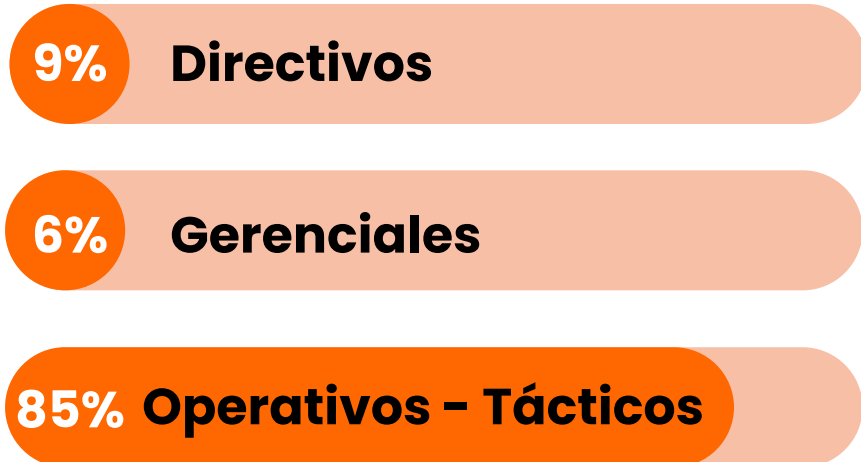 9% Directivos
6% Gerenciales
85% Operativos - Tácticos